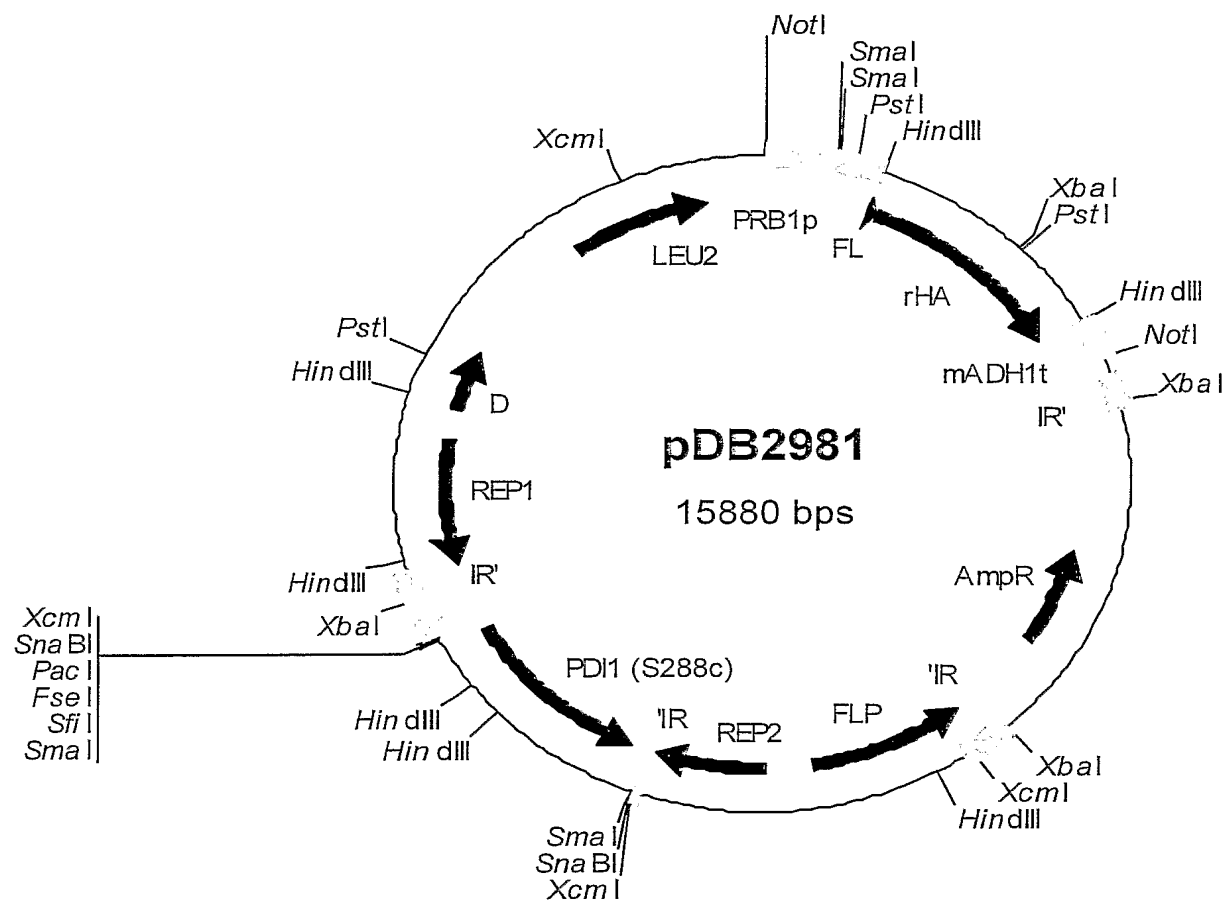 NotI
SmaI
SmaI
PstI
HindIII
XcmI
XbaI
PstI
LEU2
PRB1p
FL
rHA
HindIII
NotI
XbaI
mADH1t
IR'
PstI
HindIII
D
pDB2981
15880 bps
REP1
AmpR
HindIII
IR'
XbaI
XcmI
SnaBI
PacI
FseI
SfiI
SmaI
PDI1 (S288c)
'IR
REP2
FLP
'IR
HindIII
HindIII
XbaI
XcmI
HindIII
SmaI
SnaBI
XcmI